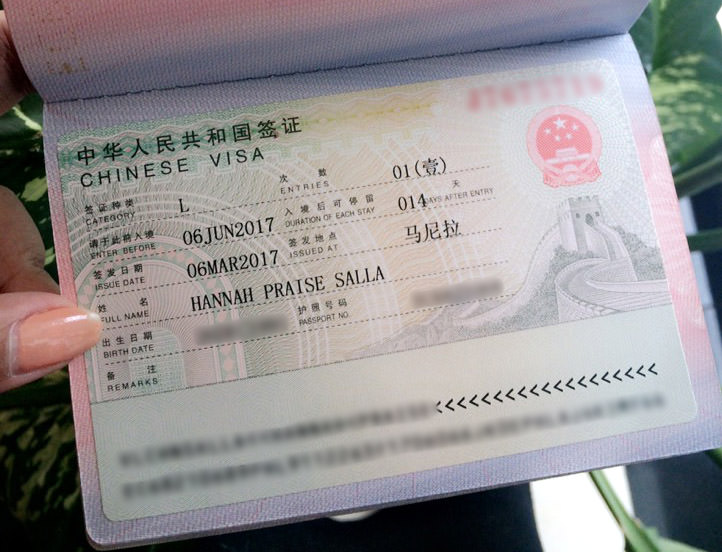 中华人民共和国签证
CHINESE VISA
次 数 ENTRIES 01(壹)
签证种类 CATEGORY L
入境后可停留 DURATION OF EACH STAY 014 天 DAYS AFTER ENTRY
请于此前入境 ENTER BEFORE 06JUN2017
签发日期 ISSUE DATE 06MAR2017
签发地点 ISSUED AT 马尼拉
姓 名 FULL NAME HANNAH PRAISE SALLA
出生日期 BIRTH DATE
护照号码 PASSPORT NO.
备 注 REMARKS
<<<<<<<<<<<<<<<<<<<